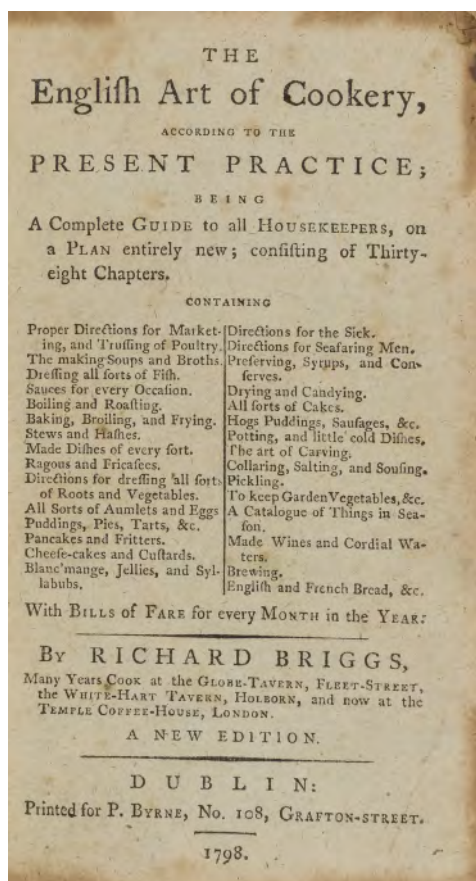 THE
Engliſh Art of Cookery,
ACCORDING TO THE
PRESENT PRACTICE;
BEING
A Complete GUIDE to all HOUSEKEEPERS, on
a PLAN entirely new; conſiſting of Thirty-
eight Chapters.
CONTAINING
Proper Directions for Market-
ing, and Truſſing of Poultry.
The making Soups and Broths.
Dreſſing all ſorts of Fiſh.
Sauces for every Occaſion.
Boiling and Roaſting.
Baking, Broiling, and Frying.
Stews and Haſhes.
Made Diſhes of every ſort.
Ragous and Fricaſees.
Directions for dreſſing all ſorts
of Roots and Vegetables.
All Sorts of Aumlets and Eggs
Puddings, Pies, Tarts, &c.
Pancakes and Fritters.
Cheeſe-cakes and Cuſtards.
Blanc'mange, Jellies, and Syl-
labubs.
Directions for the Sick.
Directions for Seafaring Men.
Preſerving, Syrups, and Con-
ſerves.
Drying and Candying.
All ſorts of Cakes.
Hogs Puddings, Sauſages, &c.
Potting, and little cold Diſhes.
The art of Carving.
Collaring, Salting, and Souſing.
Pickling.
To keep Garden Vegetables, &c.
A Catalogue of Things in Sea-
ſon.
Made Wines and Cordial Wa-
ters.
Brewing.
Engliſh and French Bread, &c.
With BILLS of FARE for every MONTH in the YEAR.
BY RICHARD BRIGGS,
Many Years COOK at the GLOBE-TAVERN, FLEET-STREET,
the WHITE-HART TAVERN, HOLBORN, and now at the
TEMPLE COFFEE-HOUSE, LONDON.
A NEW EDITION.
DUBLIN:
Printed for P. BYRNE, No. 108, GRAFTON-STREET.
1798.